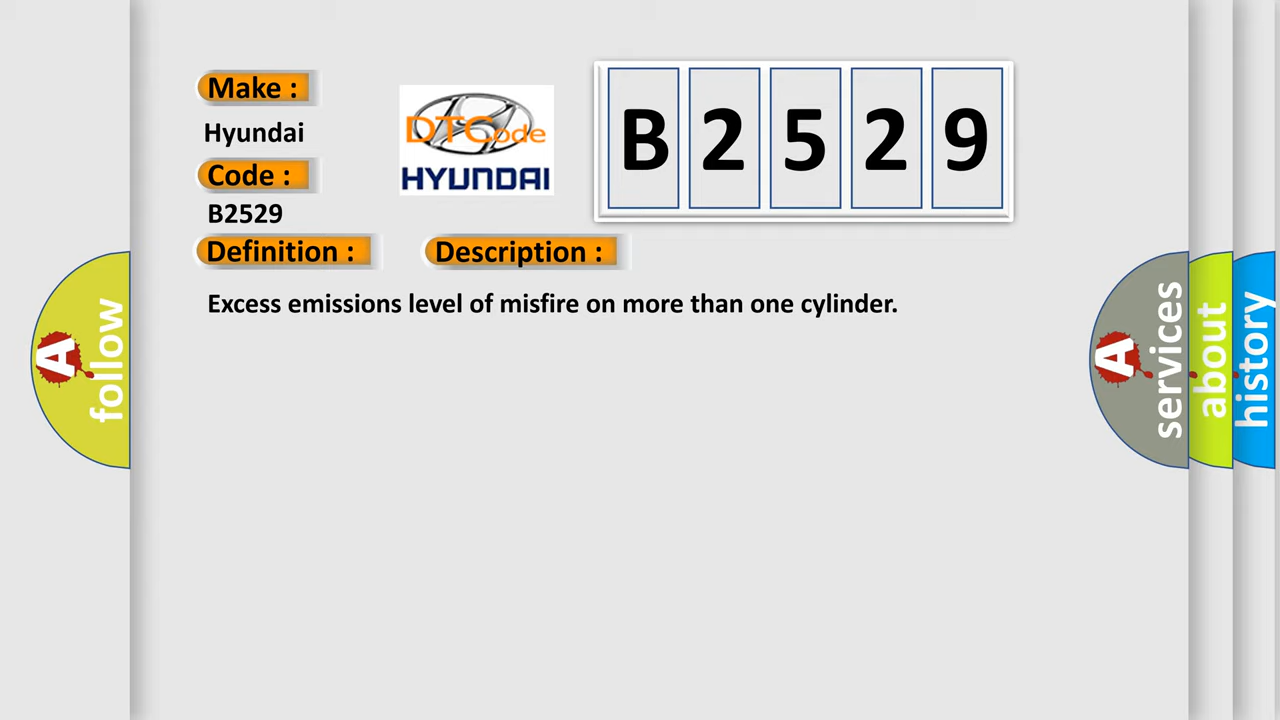 Make :
Hyundai
Code :
B2529
Definition :
Description :
Excess emissions level of misfire on more than one cylinder.
DTCode
HYUNDAI
B 2 5 2 9
A
follow
A
services
about
history